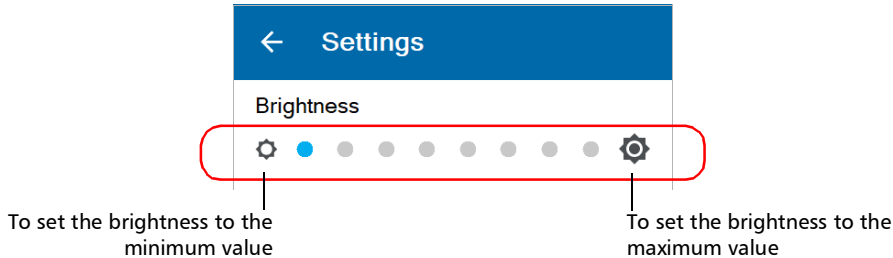 Settings
Brightness
To set the brightness to the
minimum value
To set the brightness to the
maximum value